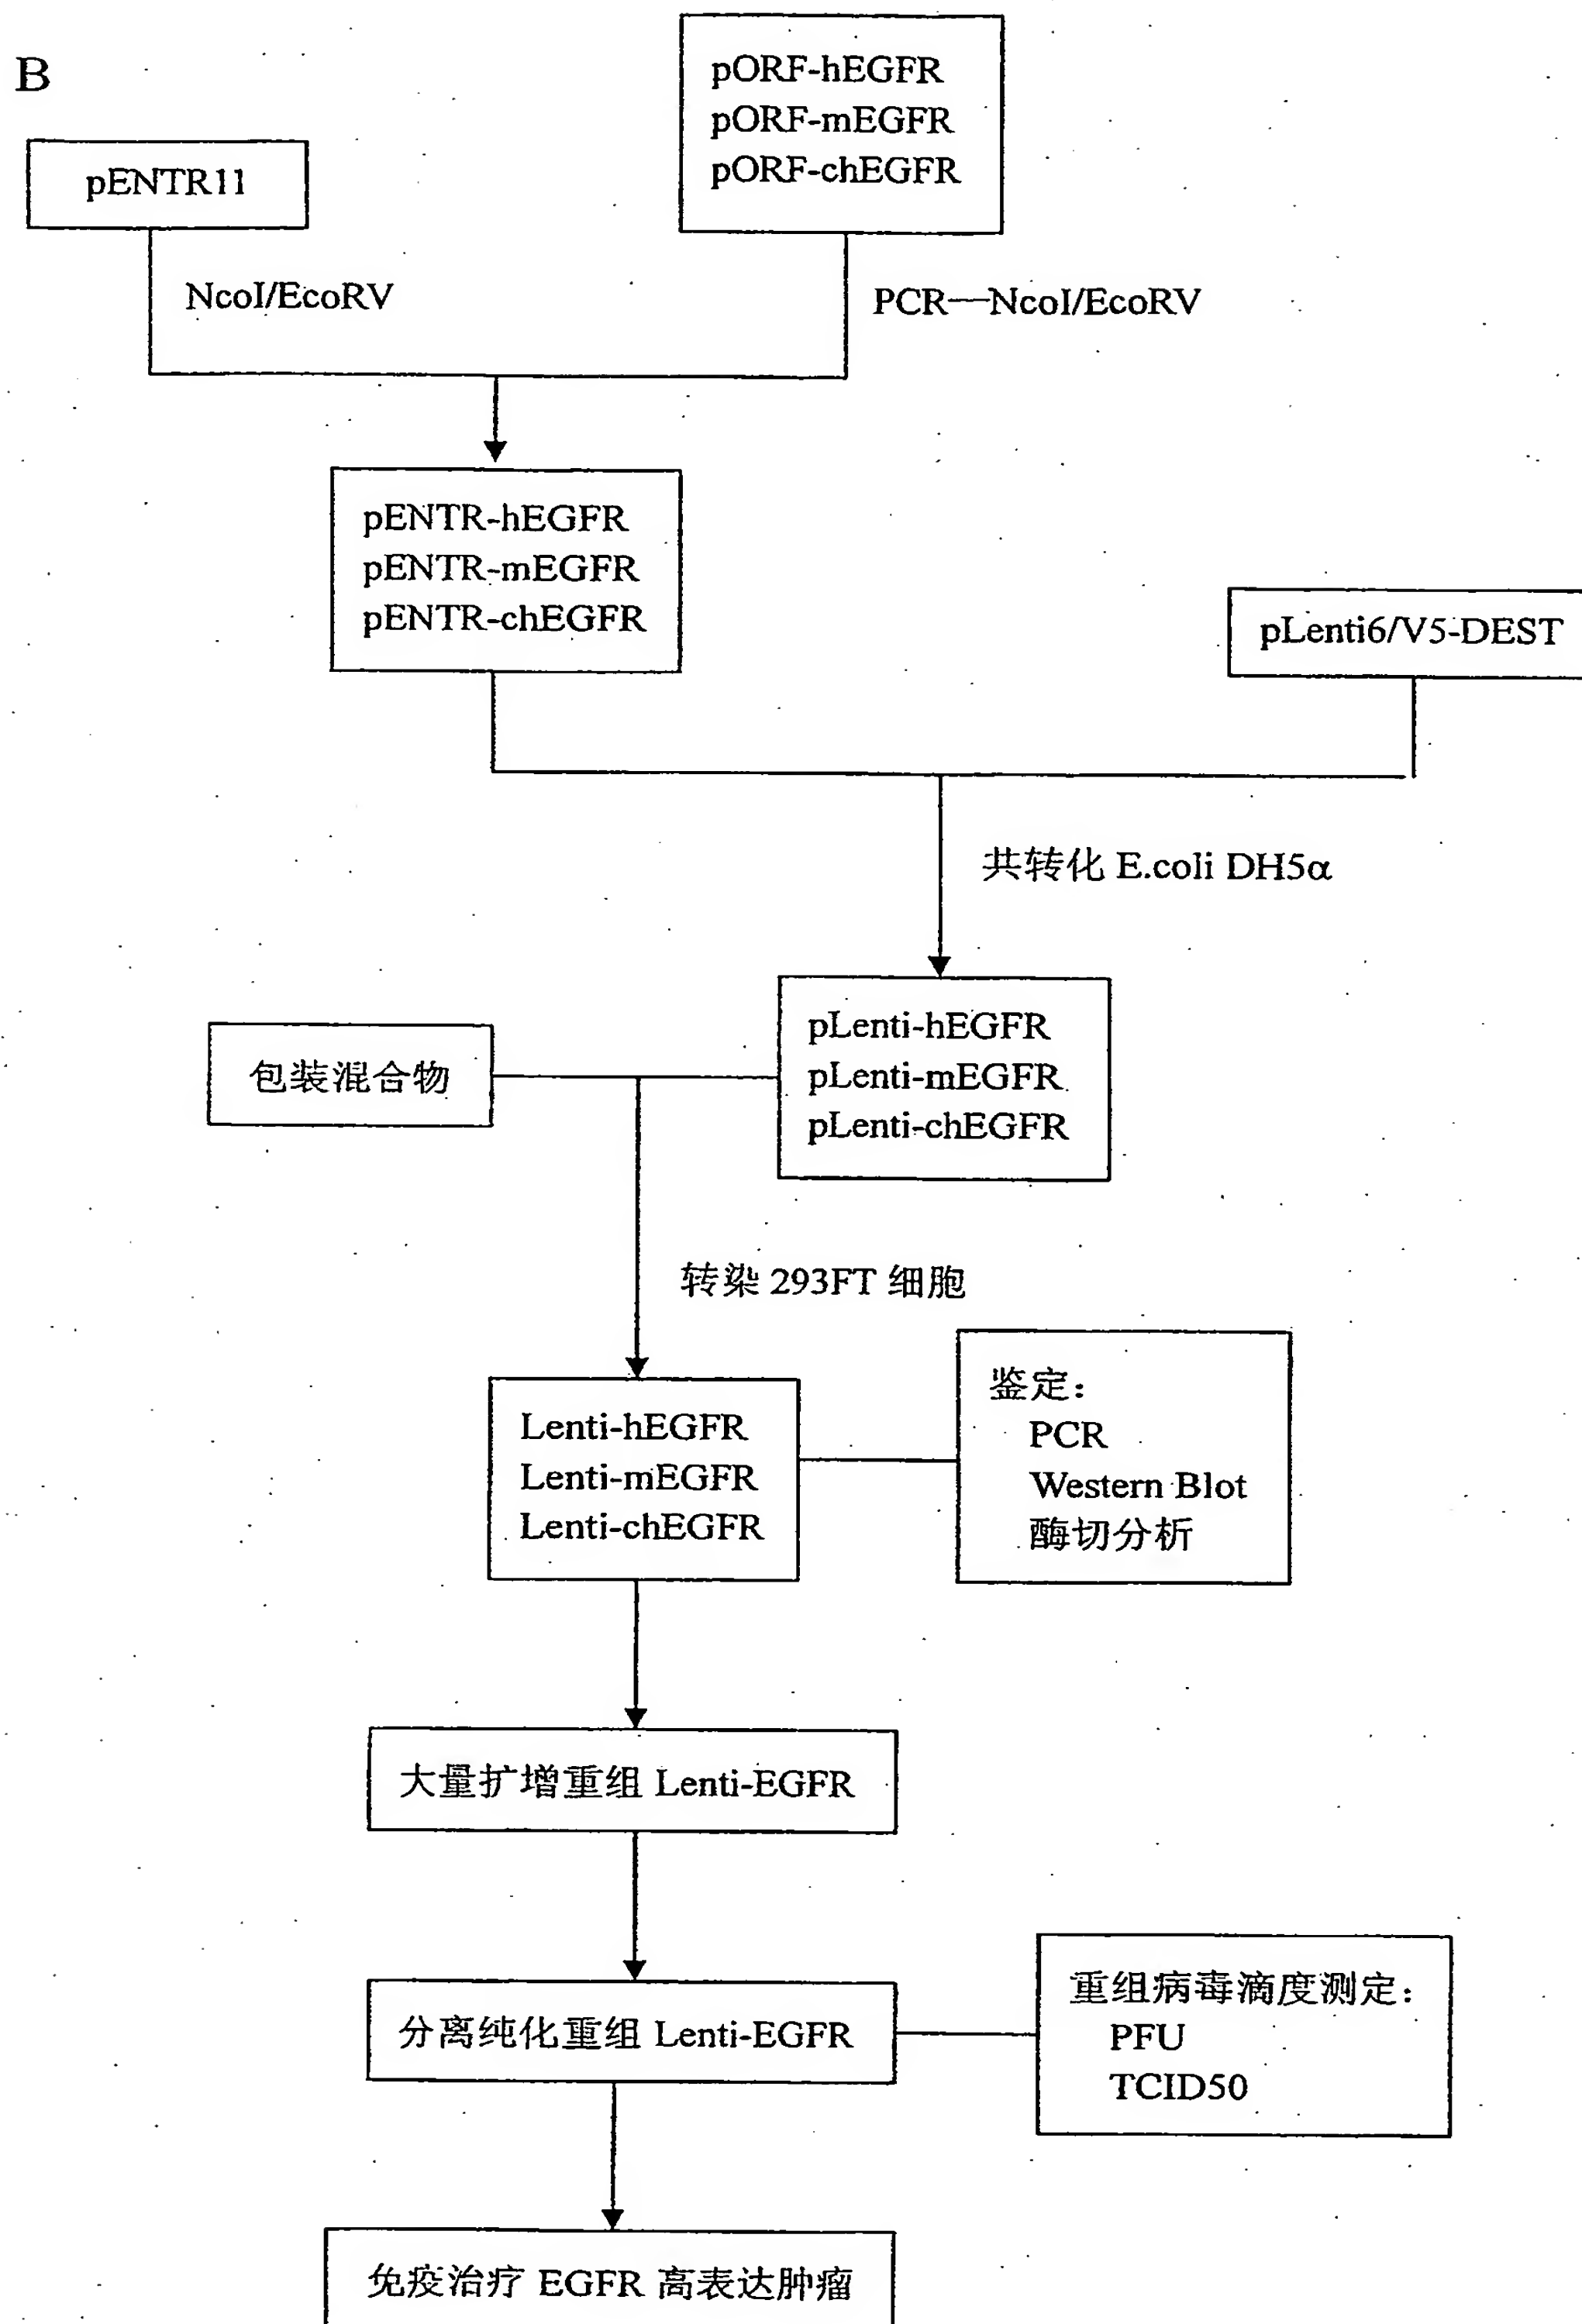 B
pORF-hEGFR
pORF-mEGFR
pORF-chEGFR
pENTR11
NcoI/EcoRV
PCR—NcoI/EcoRV
pENTR-hEGFR
pENTR-mEGFR
pENTR-chEGFR
pLenti6/V5-DEST
共转化 E.coli DH5α
pLenti-hEGFR
pLenti-mEGFR
pLenti-chEGFR
包装混合物
转染 293FT 细胞
Lenti-hEGFR
Lenti-mEGFR
Lenti-chEGFR
鉴定：
PCR
Western Blot
酶切分析
大量扩增重组 Lenti-EGFR
分离纯化重组 Lenti-EGFR
重组病毒滴度测定：
PFU
TCID50
免疫治疗 EGFR 高表达肿瘤